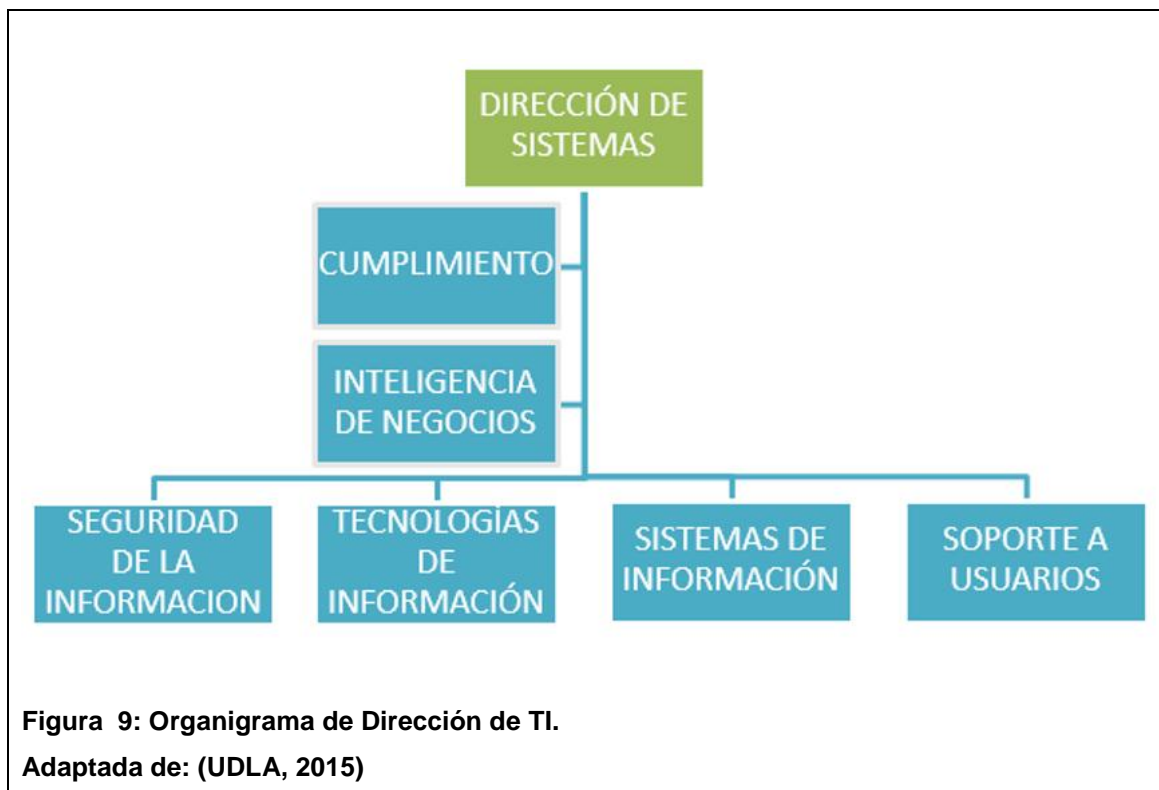 DIRECCIÓN DE
SISTEMAS
CUMPLIMIENTO
INTELIGENCIA
DE NEGOCIOS
SEGURIDAD
DE LA
INFORMACION
TECNOLOGÍAS
DE
INFORMACIÓN
SISTEMAS DE
INFORMACIÓN
SOPORTE A
USUARIOS
Figura 9: Organigrama de Dirección de TI.
Adaptada de: (UDLA, 2015)